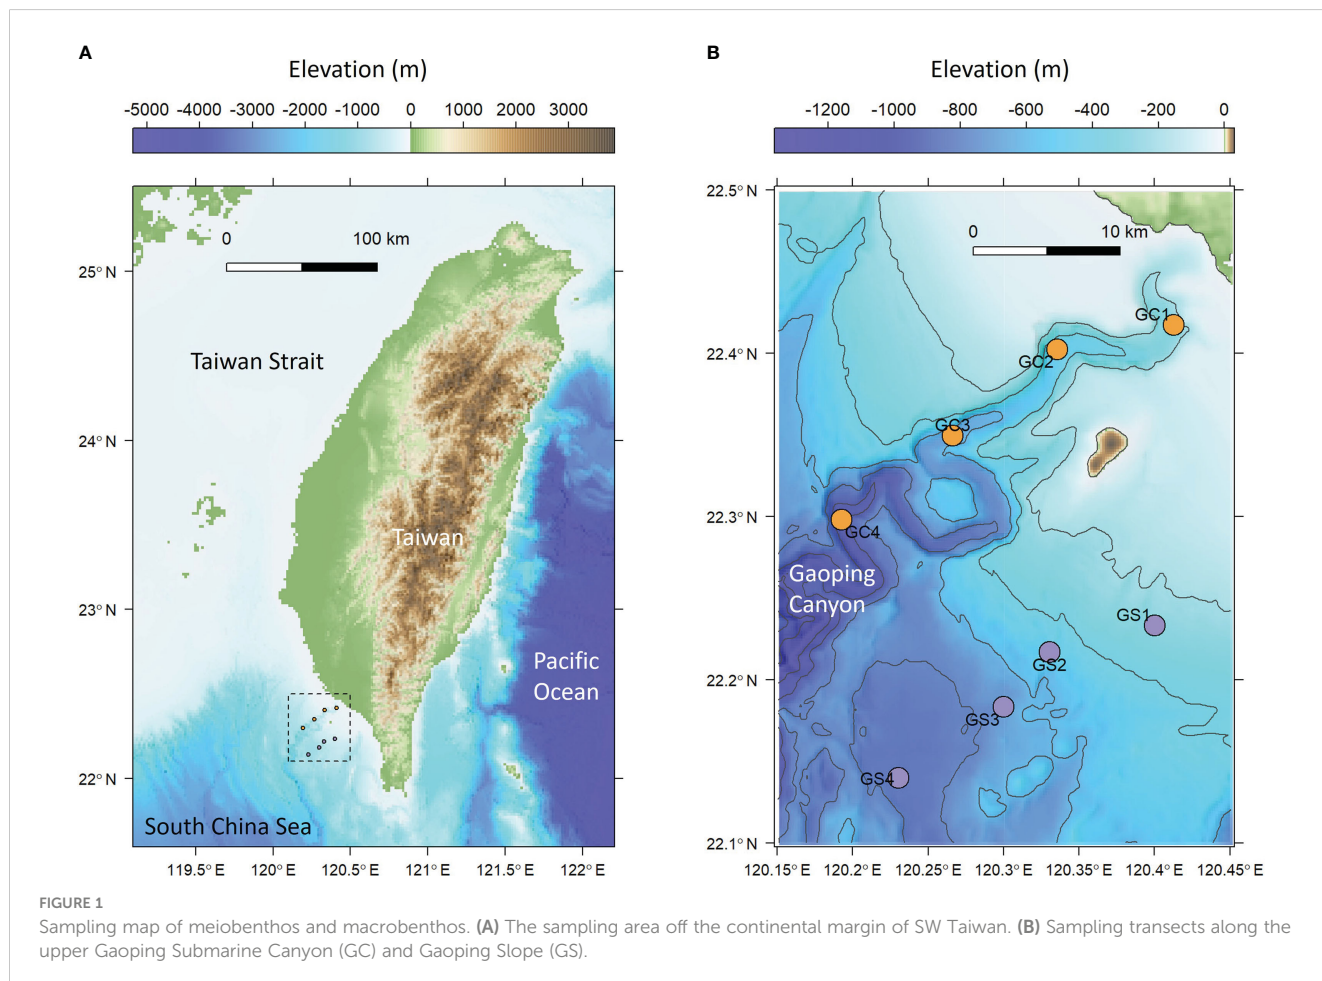 A
Elevation (m)
-5000 -4000 -3000 -2000 -1000 0 1000 2000 3000
0 100 km
25° N
24° N
23° N
22° N
Taiwan Strait
Taiwan
Pacific
Ocean
South China Sea
119.5° E 120° E 120.5° E 121° E 121.5° E 122° E
B
Elevation (m)
-1200 -1000 -800 -600 -400 -200 0
22.5° N
0 10 km
GC1
22.4° N
GC2
GC3
22.3° N
GC4
Gaoping
Canyon
GS1
GS2
22.2° N
GS3
GS4
22.1° N
120.15° E 120.2° E 120.25° E 120.3° E 120.35° E 120.4° E 120.45° E
FIGURE 1
Sampling map of meiobenthos and macrobenthos. (A) The sampling area off the continental margin of SW Taiwan. (B) Sampling transects along the
upper Gaoping Submarine Canyon (GC) and Gaoping Slope (GS).